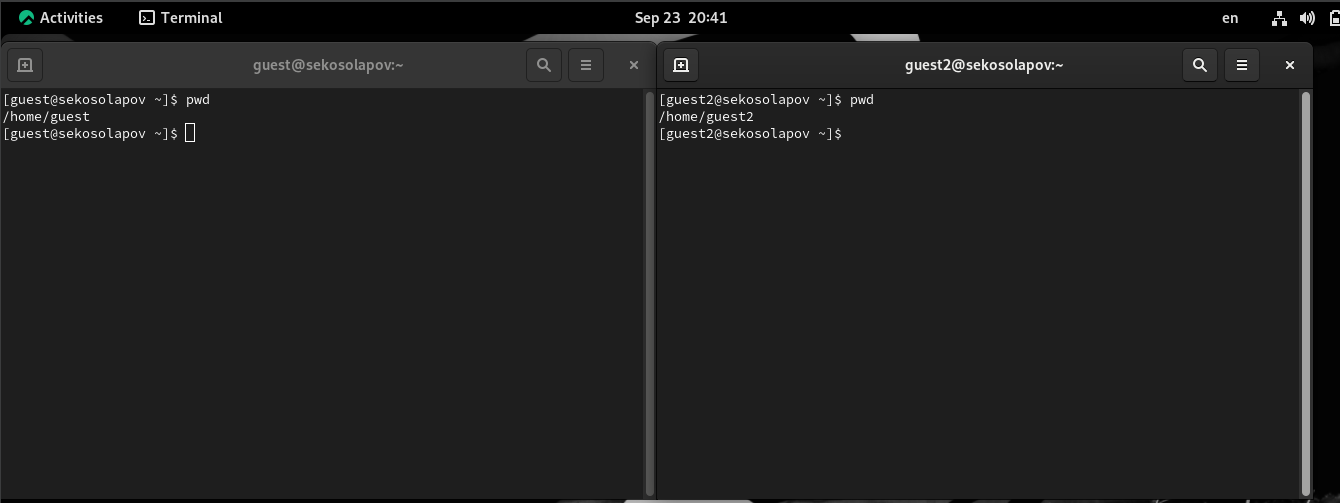 Activities Terminal Sep 23 20:41 en
guest@sekosolapov:~
[guest@sekosolapov ~]$ pwd
/home/guest
[guest@sekosolapov ~]$
guest2@sekosolapov:~
[guest2@sekosolapov ~]$ pwd
/home/guest2
[guest2@sekosolapov ~]$